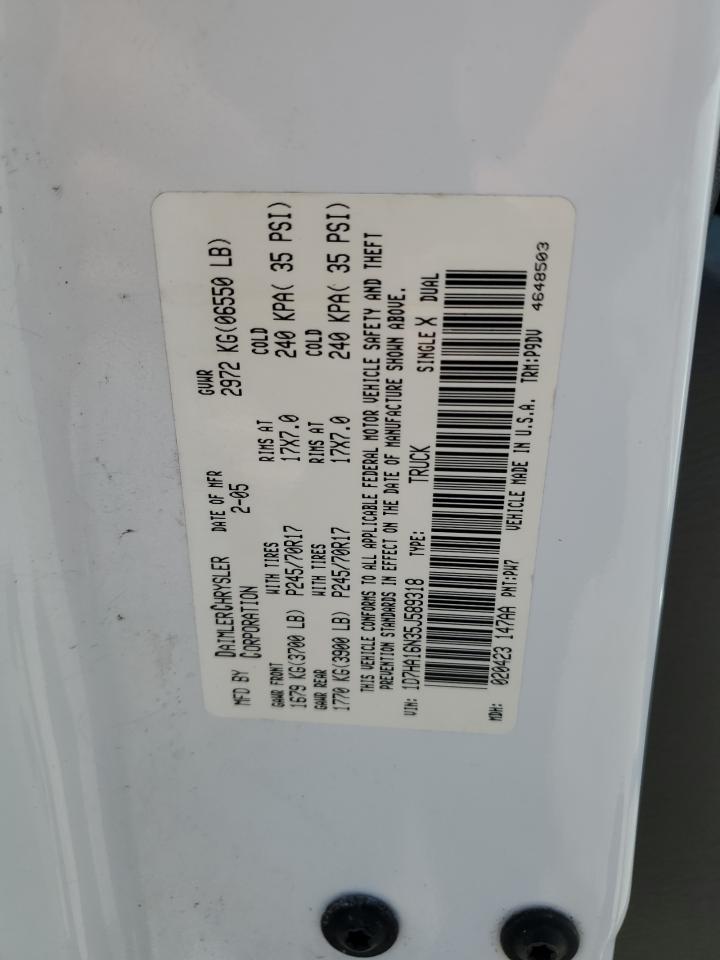 MFD BY DAIMLERCHRYSLER CORPORATION DATE OF MFR 2-05 GVWR 2972 KG(06550 LB)
GAWR FRONT 1679 KG(3700 LB) WITH TIRES P245/70R17 RIMS AT 17X7.0 COLD 240 KPA( 35 PSI)
GAWR REAR 1770 KG(3900 LB) WITH TIRES P245/70R17 RIMS AT 17X7.0 COLD 240 KPA( 35 PSI)
THIS VEHICLE CONFORMS TO ALL APPLICABLE FEDERAL MOTOR VEHICLE SAFETY AND THEFT
PREVENTION STANDARDS IN EFFECT ON THE DATE OF MANUFACTURE SHOWN ABOVE.
VIN: 1D7HA16N35J589318 TYPE: TRUCK SINGLE X DUAL
MDH: 020423 147AA PNT:PW7 VEHICLE MADE IN U.S.A. TRM:P9DV 4648503